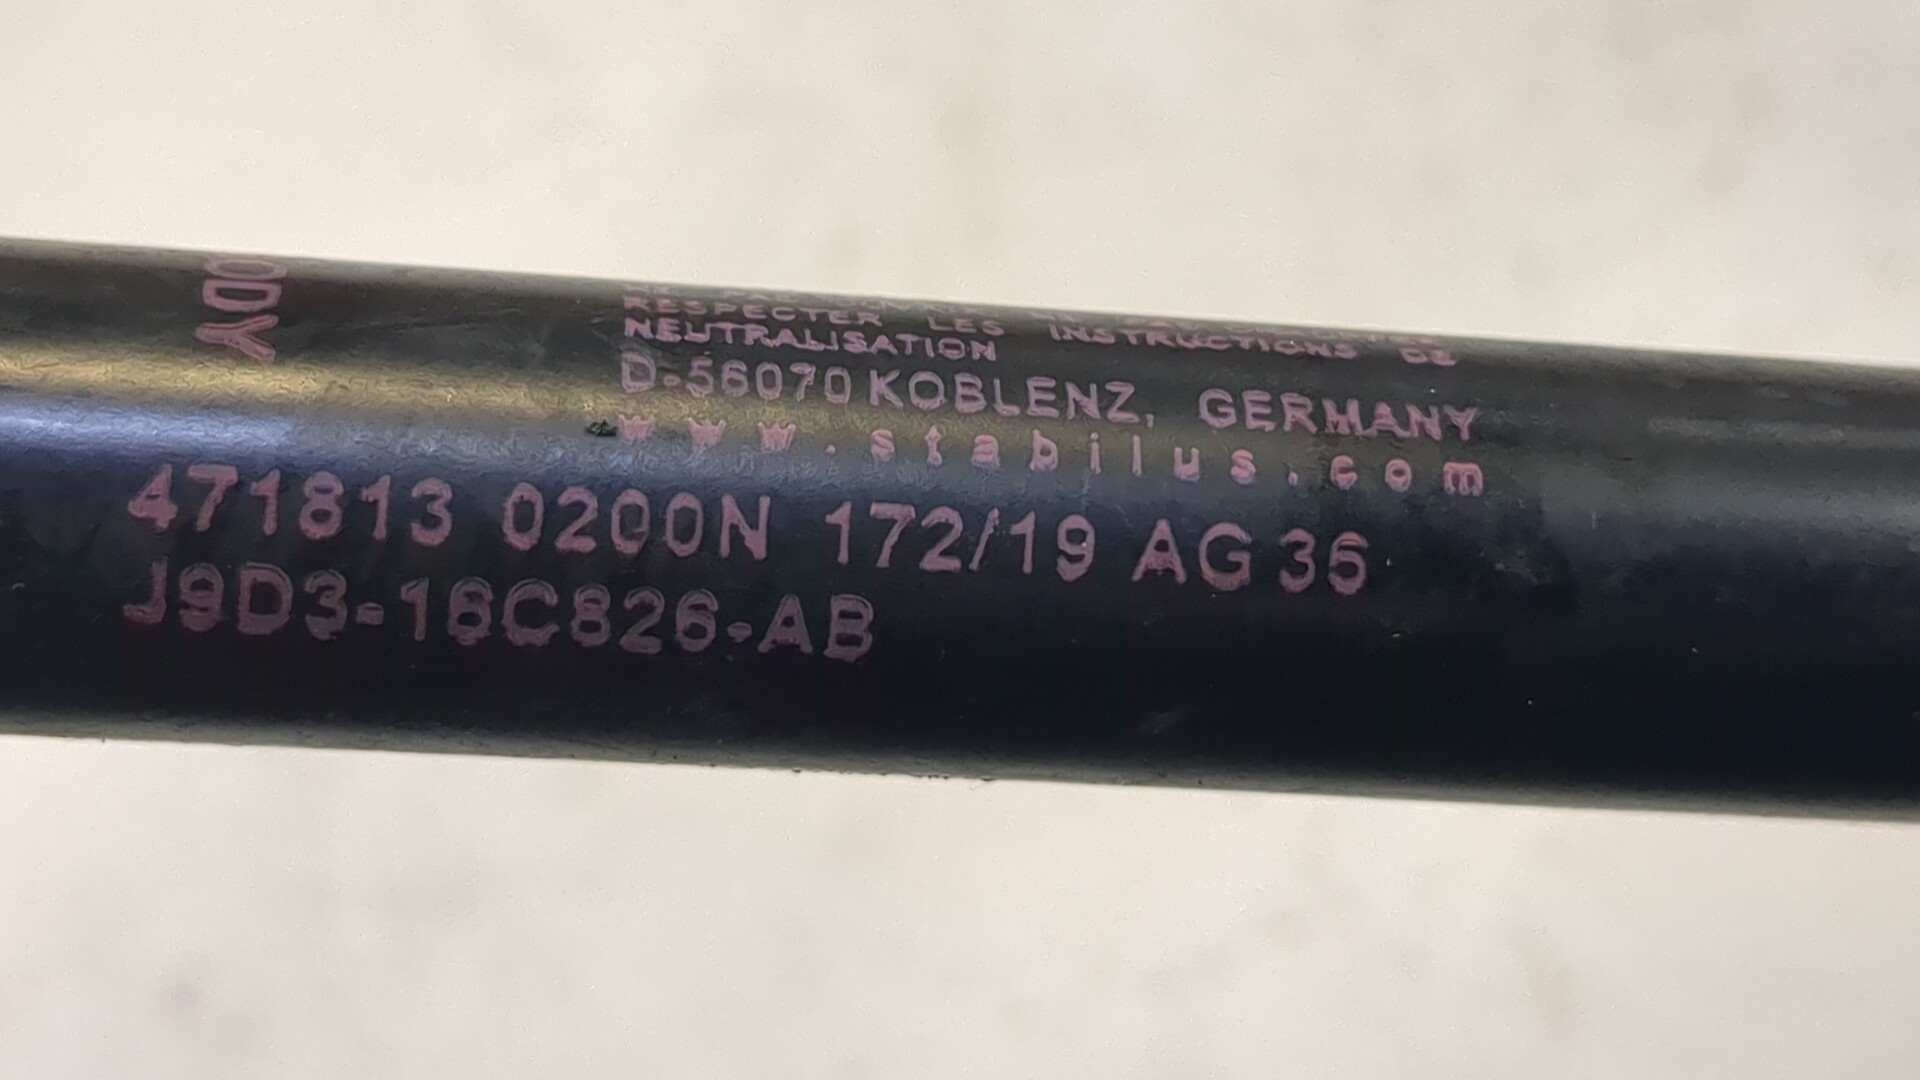 ODY
RESPECTER LES INSTRUCTIONS DE
NEUTRALISATION
D-56070 KOBLENZ, GERMANY
www.stabilus.com
471813 0200N 172/19 AG 36
J9D3-16C826-AB